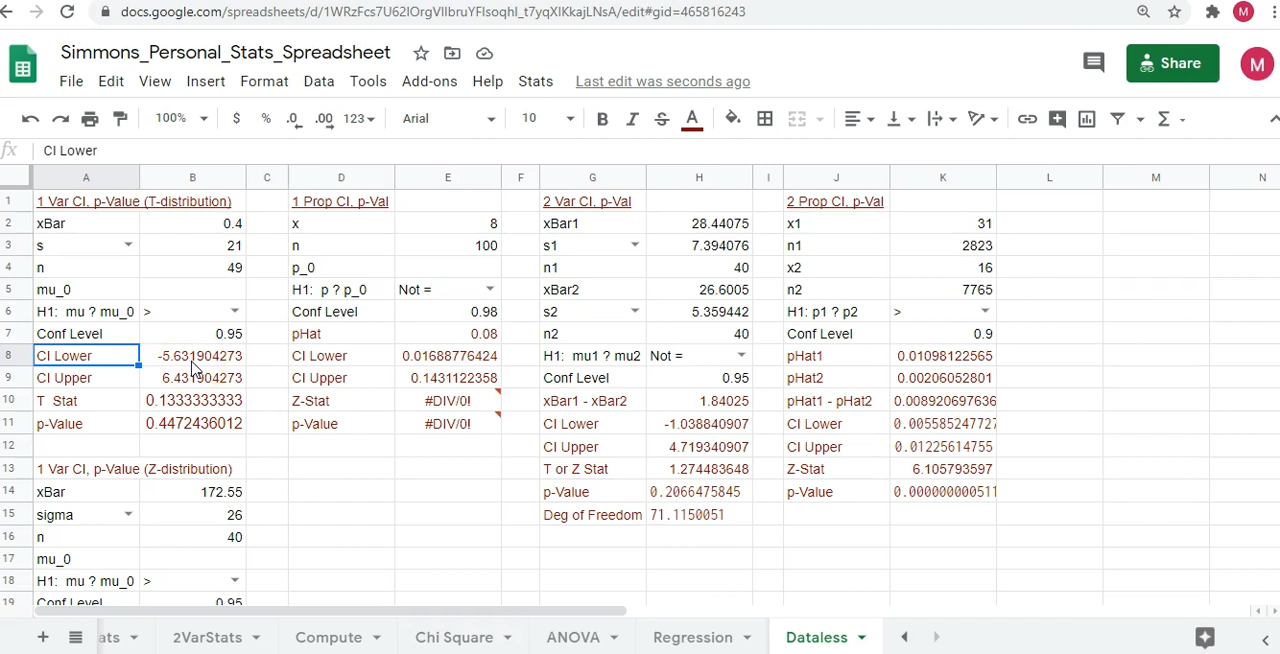 docs.google.com/spreadsheets/d/1WRzFcs7U62IOrgVIlbruYFlsoqhI_t7yqXIKkajLNsA/edit#gid=465816243 M
Simmons_Personal_Stats_Spreadsheet
File Edit View Insert Format Data Tools Add-ons Help Stats Last edit was seconds ago Share M
100% $ % .0 .00 123 Arial 10 B I S A
fx CI Lower
A B C D E F G H I J K L M N
1 1 Var CI, p-Value (T-distribution) 1 Prop CI, p-Val 2 Var CI, p-Val 2 Prop CI, p-Val
2 xBar 0.4 x 8 xBar1 28.44075 x1 31
3 s 21 n 100 s1 7.394076 n1 2823
4 n 49 p_0 n1 40 x2 16
5 mu_0 H1: p ? p_0 Not = xBar2 26.6005 n2 7765
6 H1: mu ? mu_0 > Conf Level 0.98 s2 5.359442 H1: p1 ? p2 >
7 Conf Level 0.95 pHat 0.08 n2 40 Conf Level 0.9
8 CI Lower -5.631904273 CI Lower 0.01688776424 H1: mu1 ? mu2 Not = pHat1 0.01098122565
9 CI Upper 6.431904273 CI Upper 0.1431122358 Conf Level 0.95 pHat2 0.00206052801
10 T Stat 0.1333333333 Z-Stat #DIV/0! xBar1 - xBar2 1.84025 pHat1 - pHat2 0.008920697636
11 p-Value 0.4472436012 p-Value #DIV/0! CI Lower -1.038840907 CI Lower 0.005585247727
12 CI Upper 4.719340907 CI Upper 0.01225614755
13 1 Var CI, p-Value (Z-distribution) T or Z Stat 1.274483648 Z-Stat 6.105793597
14 xBar 172.55 p-Value 0.2066475845 p-Value 0.000000000511
15 sigma 26 Deg of Freedom 71.1150051
16 n 40
17 mu_0
18 H1: mu ? mu_0 >
19 Conf Level 0.95
ats 2VarStats Compute Chi Square ANOVA Regression Dataless